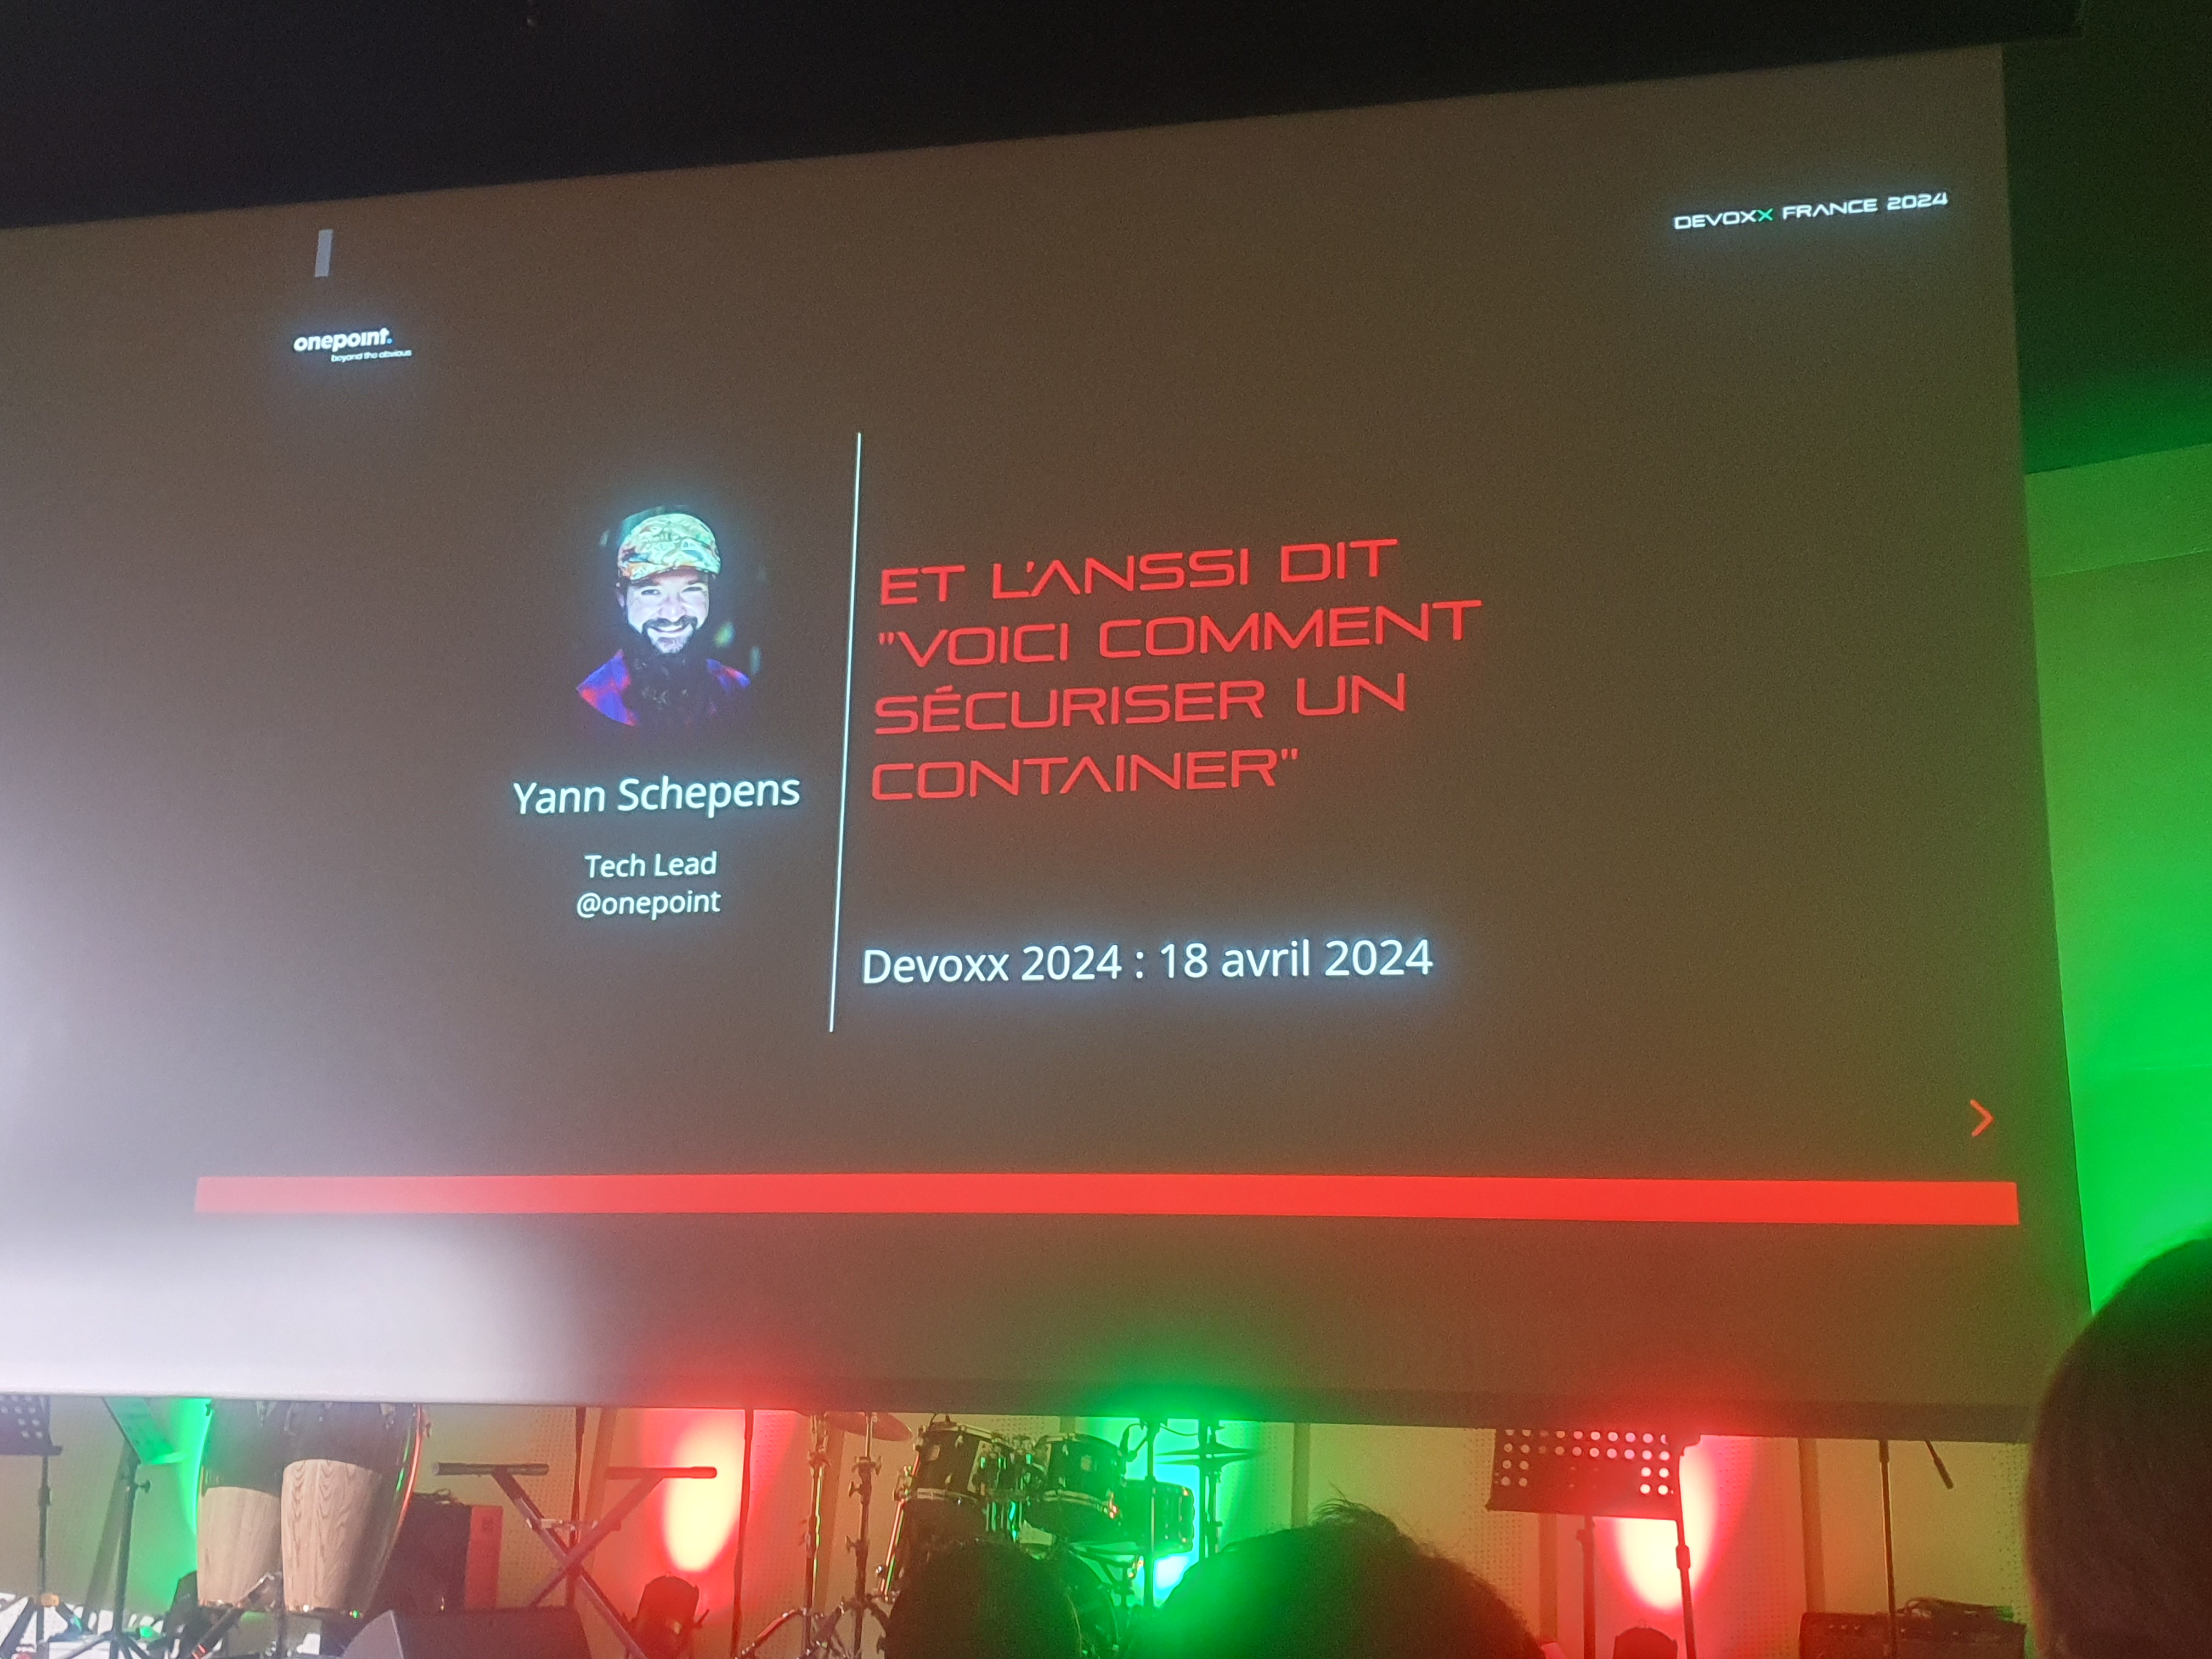 DEVOXX FRANCE 2024
onepoint.
beyond the obvious
ET L'ANSSI DIT
"VOICI COMMENT
SÉCURISER UN
CONTAINER"
Yann Schepens
Tech Lead
@onepoint
Devoxx 2024 : 18 avril 2024